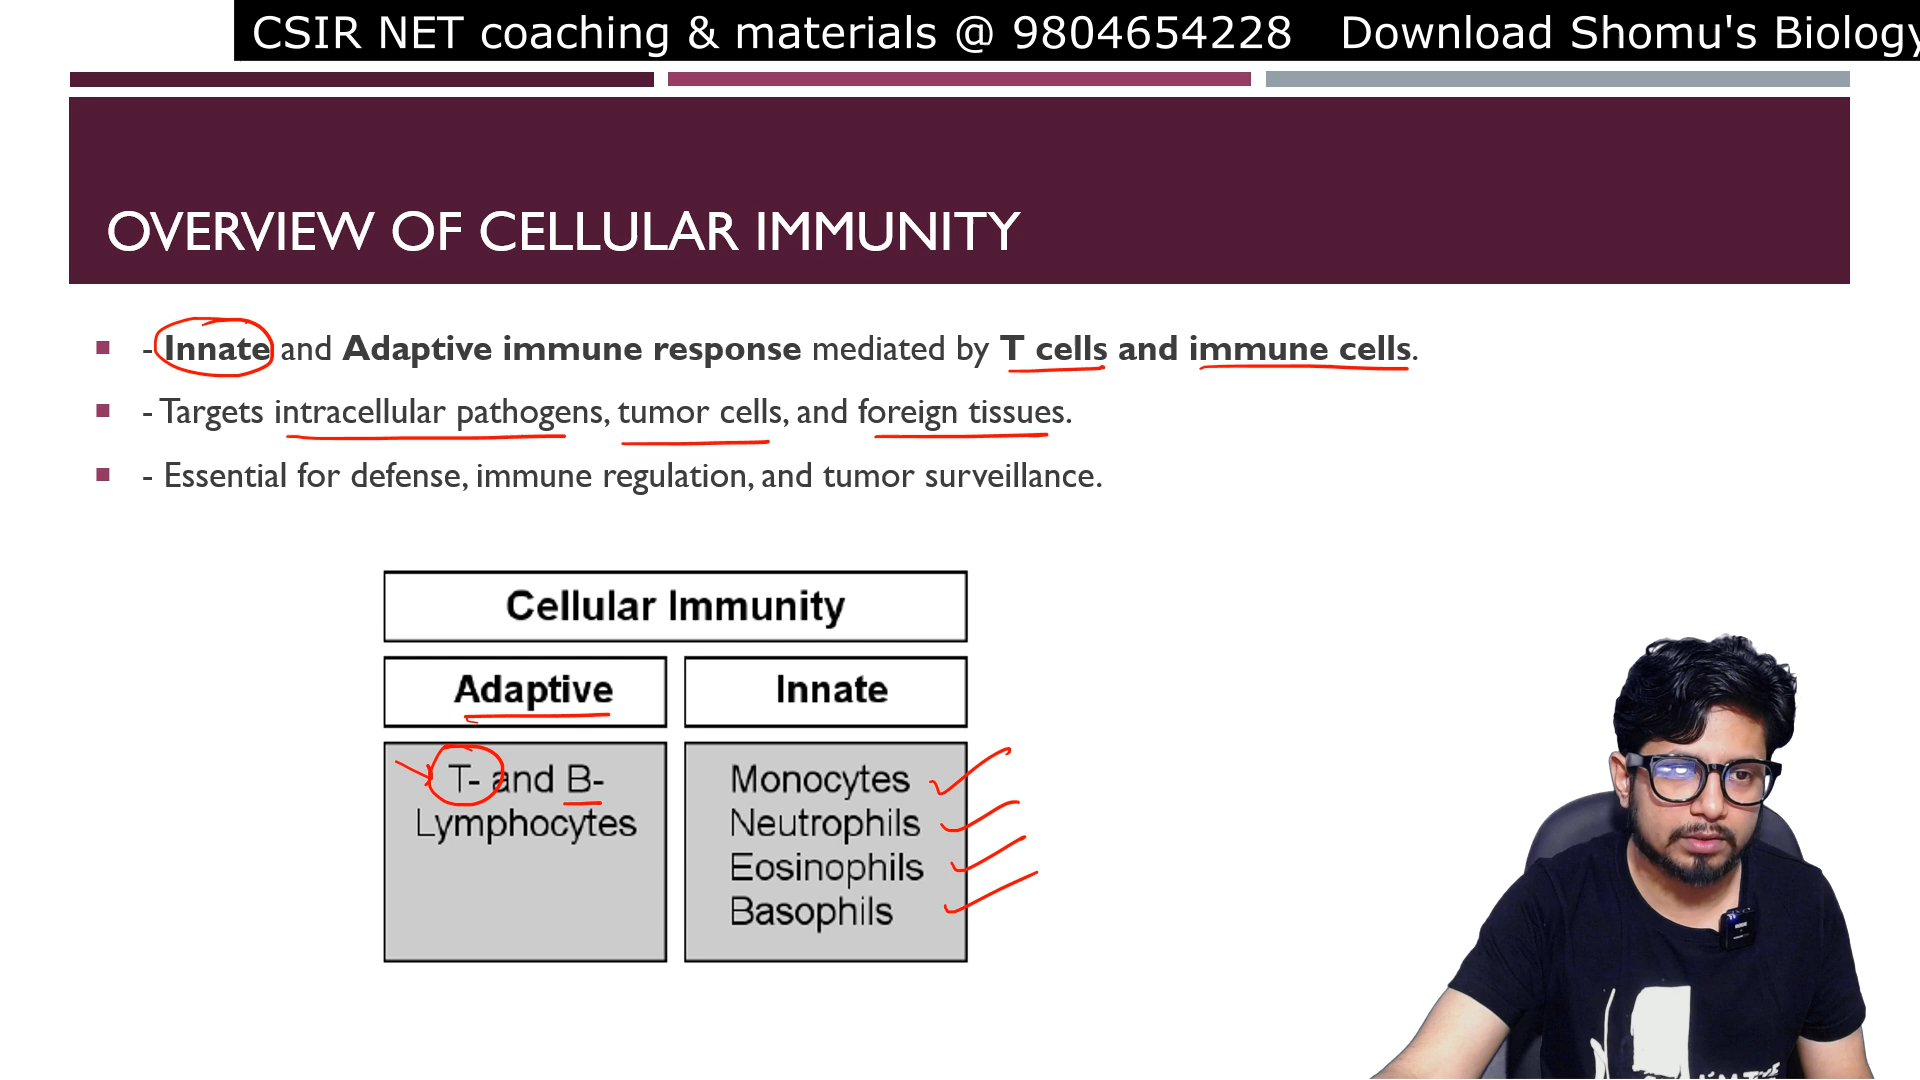 CSIR NET coaching & materials @ 9804654228 Download Shomu's Biology
OVERVIEW OF CELLULAR IMMUNITY
- Innate and Adaptive immune response mediated by T cells and immune cells.
- Targets intracellular pathogens, tumor cells, and foreign tissues.
- Essential for defense, immune regulation, and tumor surveillance.
Cellular Immunity
Adaptive
Innate
T- and B-
Lymphocytes
Monocytes
Neutrophils
Eosinophils
Basophils